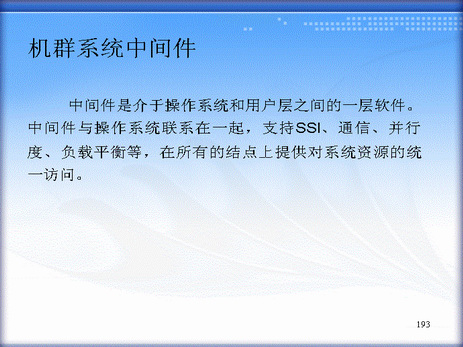 机群系统中间件
中间件是介于操作系统和用户层之间的一层软件。
中间件与操作系统联系在一起，支持SSI、通信、并行
度、负载平衡等，在所有的结点上提供对系统资源的统
一访问。
193